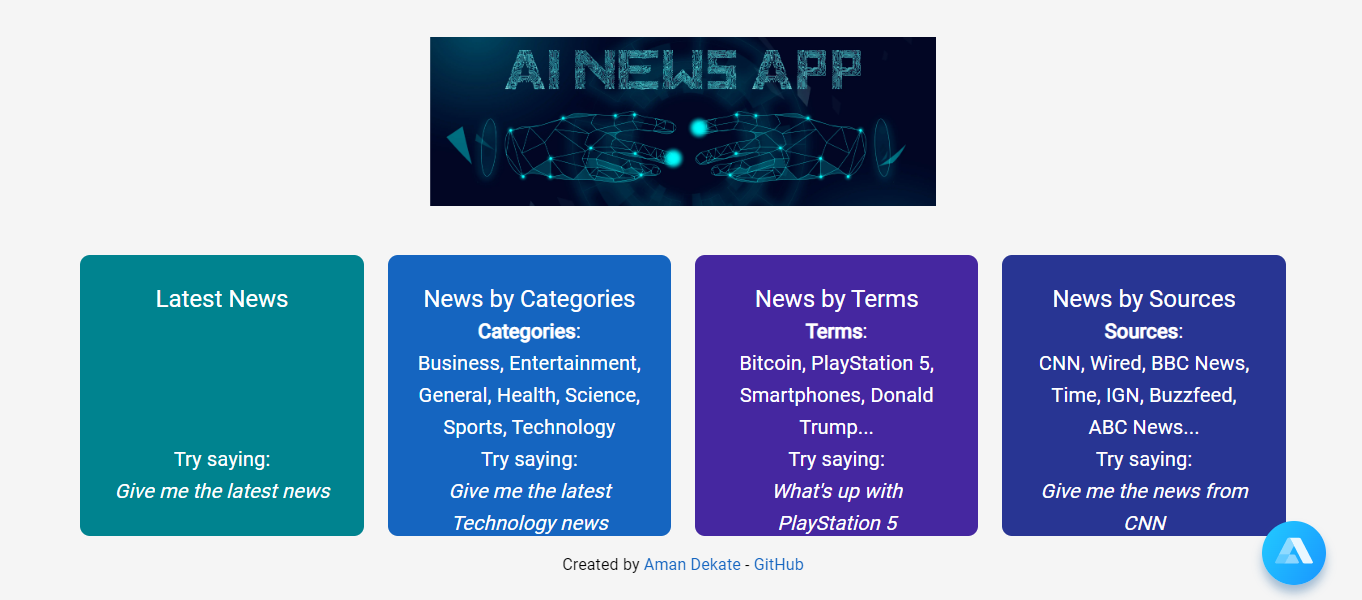 AI NEWS APP
Latest News
Try saying:
Give me the latest news
News by Categories
Categories:
Business, Entertainment,
General, Health, Science,
Sports, Technology
Try saying:
Give me the latest
Technology news
News by Terms
Terms:
Bitcoin, PlayStation 5,
Smartphones, Donald
Trump...
Try saying:
What's up with
PlayStation 5
News by Sources
Sources:
CNN, Wired, BBC News,
Time, IGN, Buzzfeed,
ABC News...
Try saying:
Give me the news from
CNN
Created by Aman Dekate - GitHub